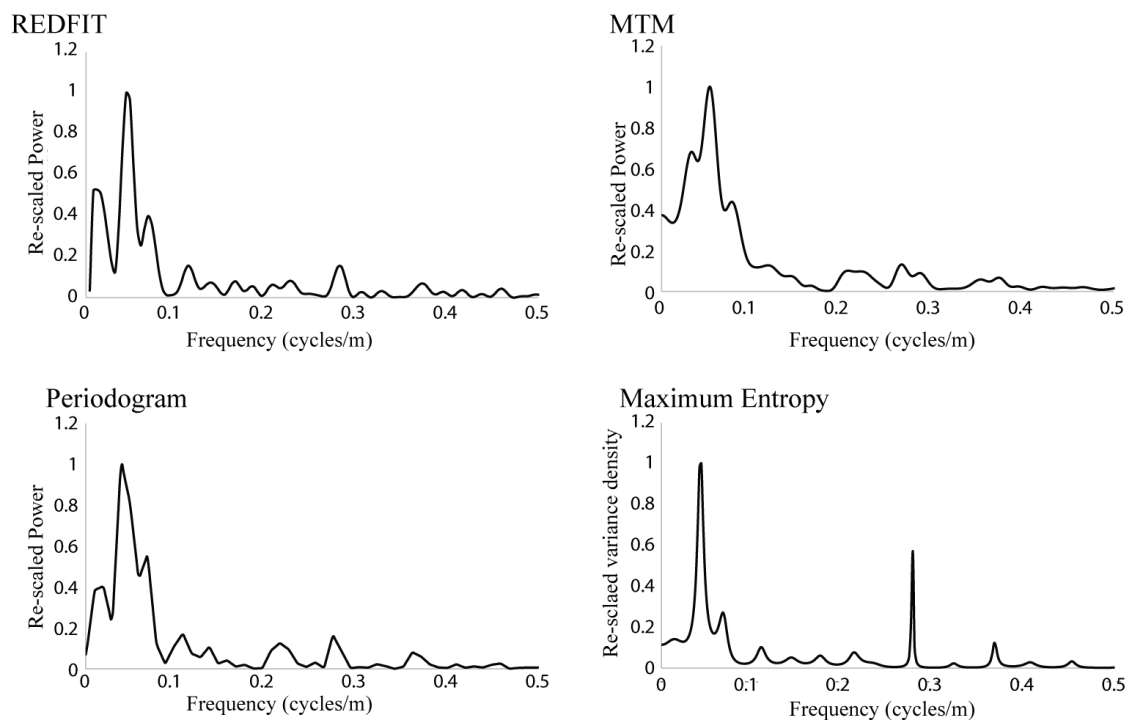 REDFIT
1.2
1
0.8
0.6
0.4
0.2
0
Re-scaled Power
0 0.1 0.2 0.3 0.4 0.5
Frequency (cycles/m)
MTM
1.2
1
0.8
0.6
0.4
0.2
0
Re-scaled Power
0 0.1 0.2 0.3 0.4 0.5
Frequency (cycles/m)
Periodogram
1.2
1
0.8
0.6
0.4
0.2
0
Re-scaled Power
0 0.1 0.2 0.3 0.4 0.5
Frequency (cycles/m)
Maximum Entropy
1.2
1
0.8
0.6
0.4
0.2
0
Re-sclaed variance density
0 0.1 0.2 0.3 0.4 0.5
Frequency (cycles/m)